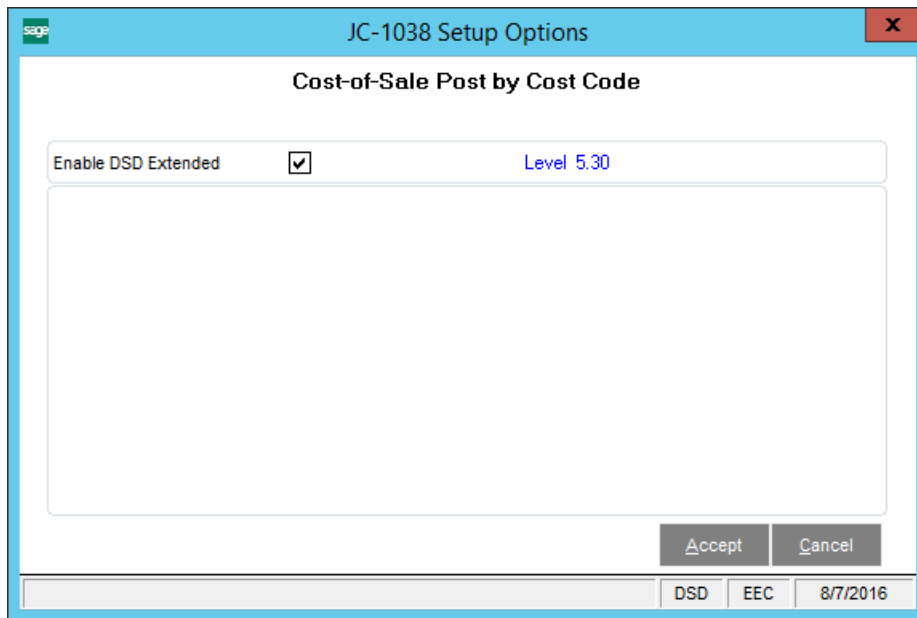 sage
JC-1038 Setup Options
x
Cost-of-Sale Post by Cost Code
Enable DSD Extended
Level 5.30
Accept
Cancel
DSD
EEC
8/7/2016